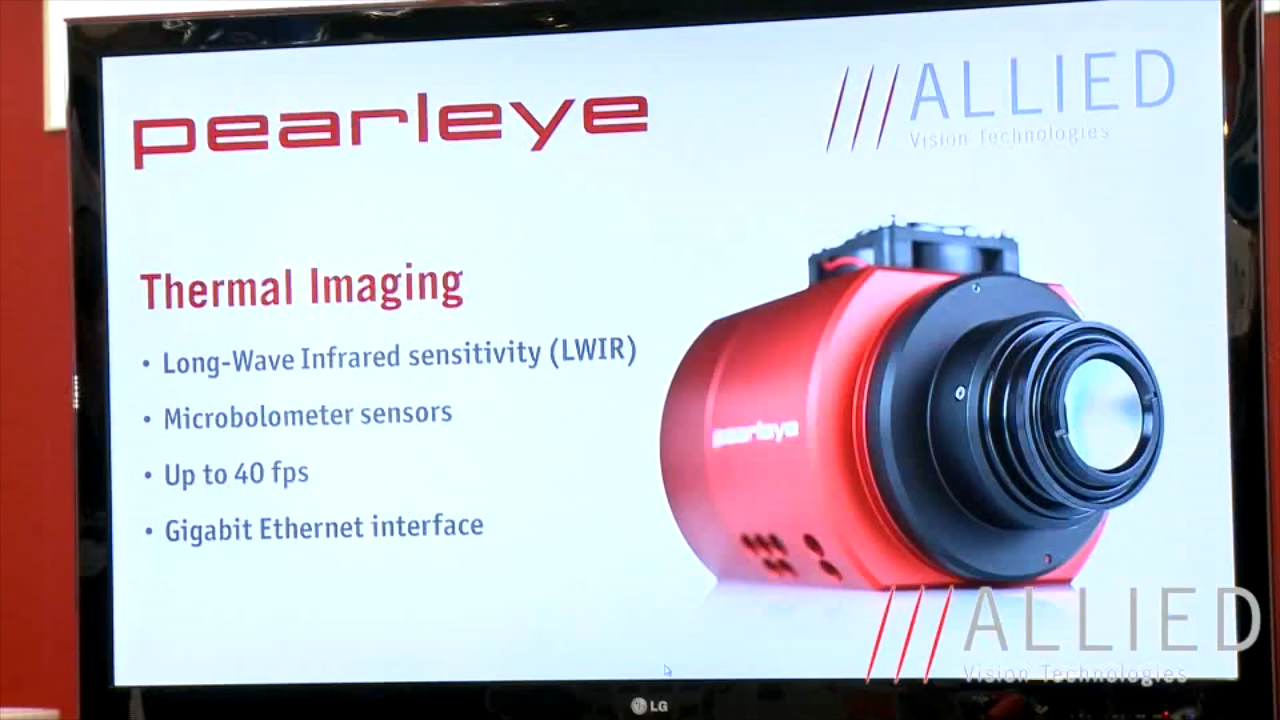 pearleye
ALLIED
Vision Technologies
Thermal Imaging
• Long-Wave Infrared sensitivity (LWIR)
• Microbolometer sensors
• Up to 40 fps
• Gigabit Ethernet interface
pearleye
ALLIED
Vision Technologies
LG